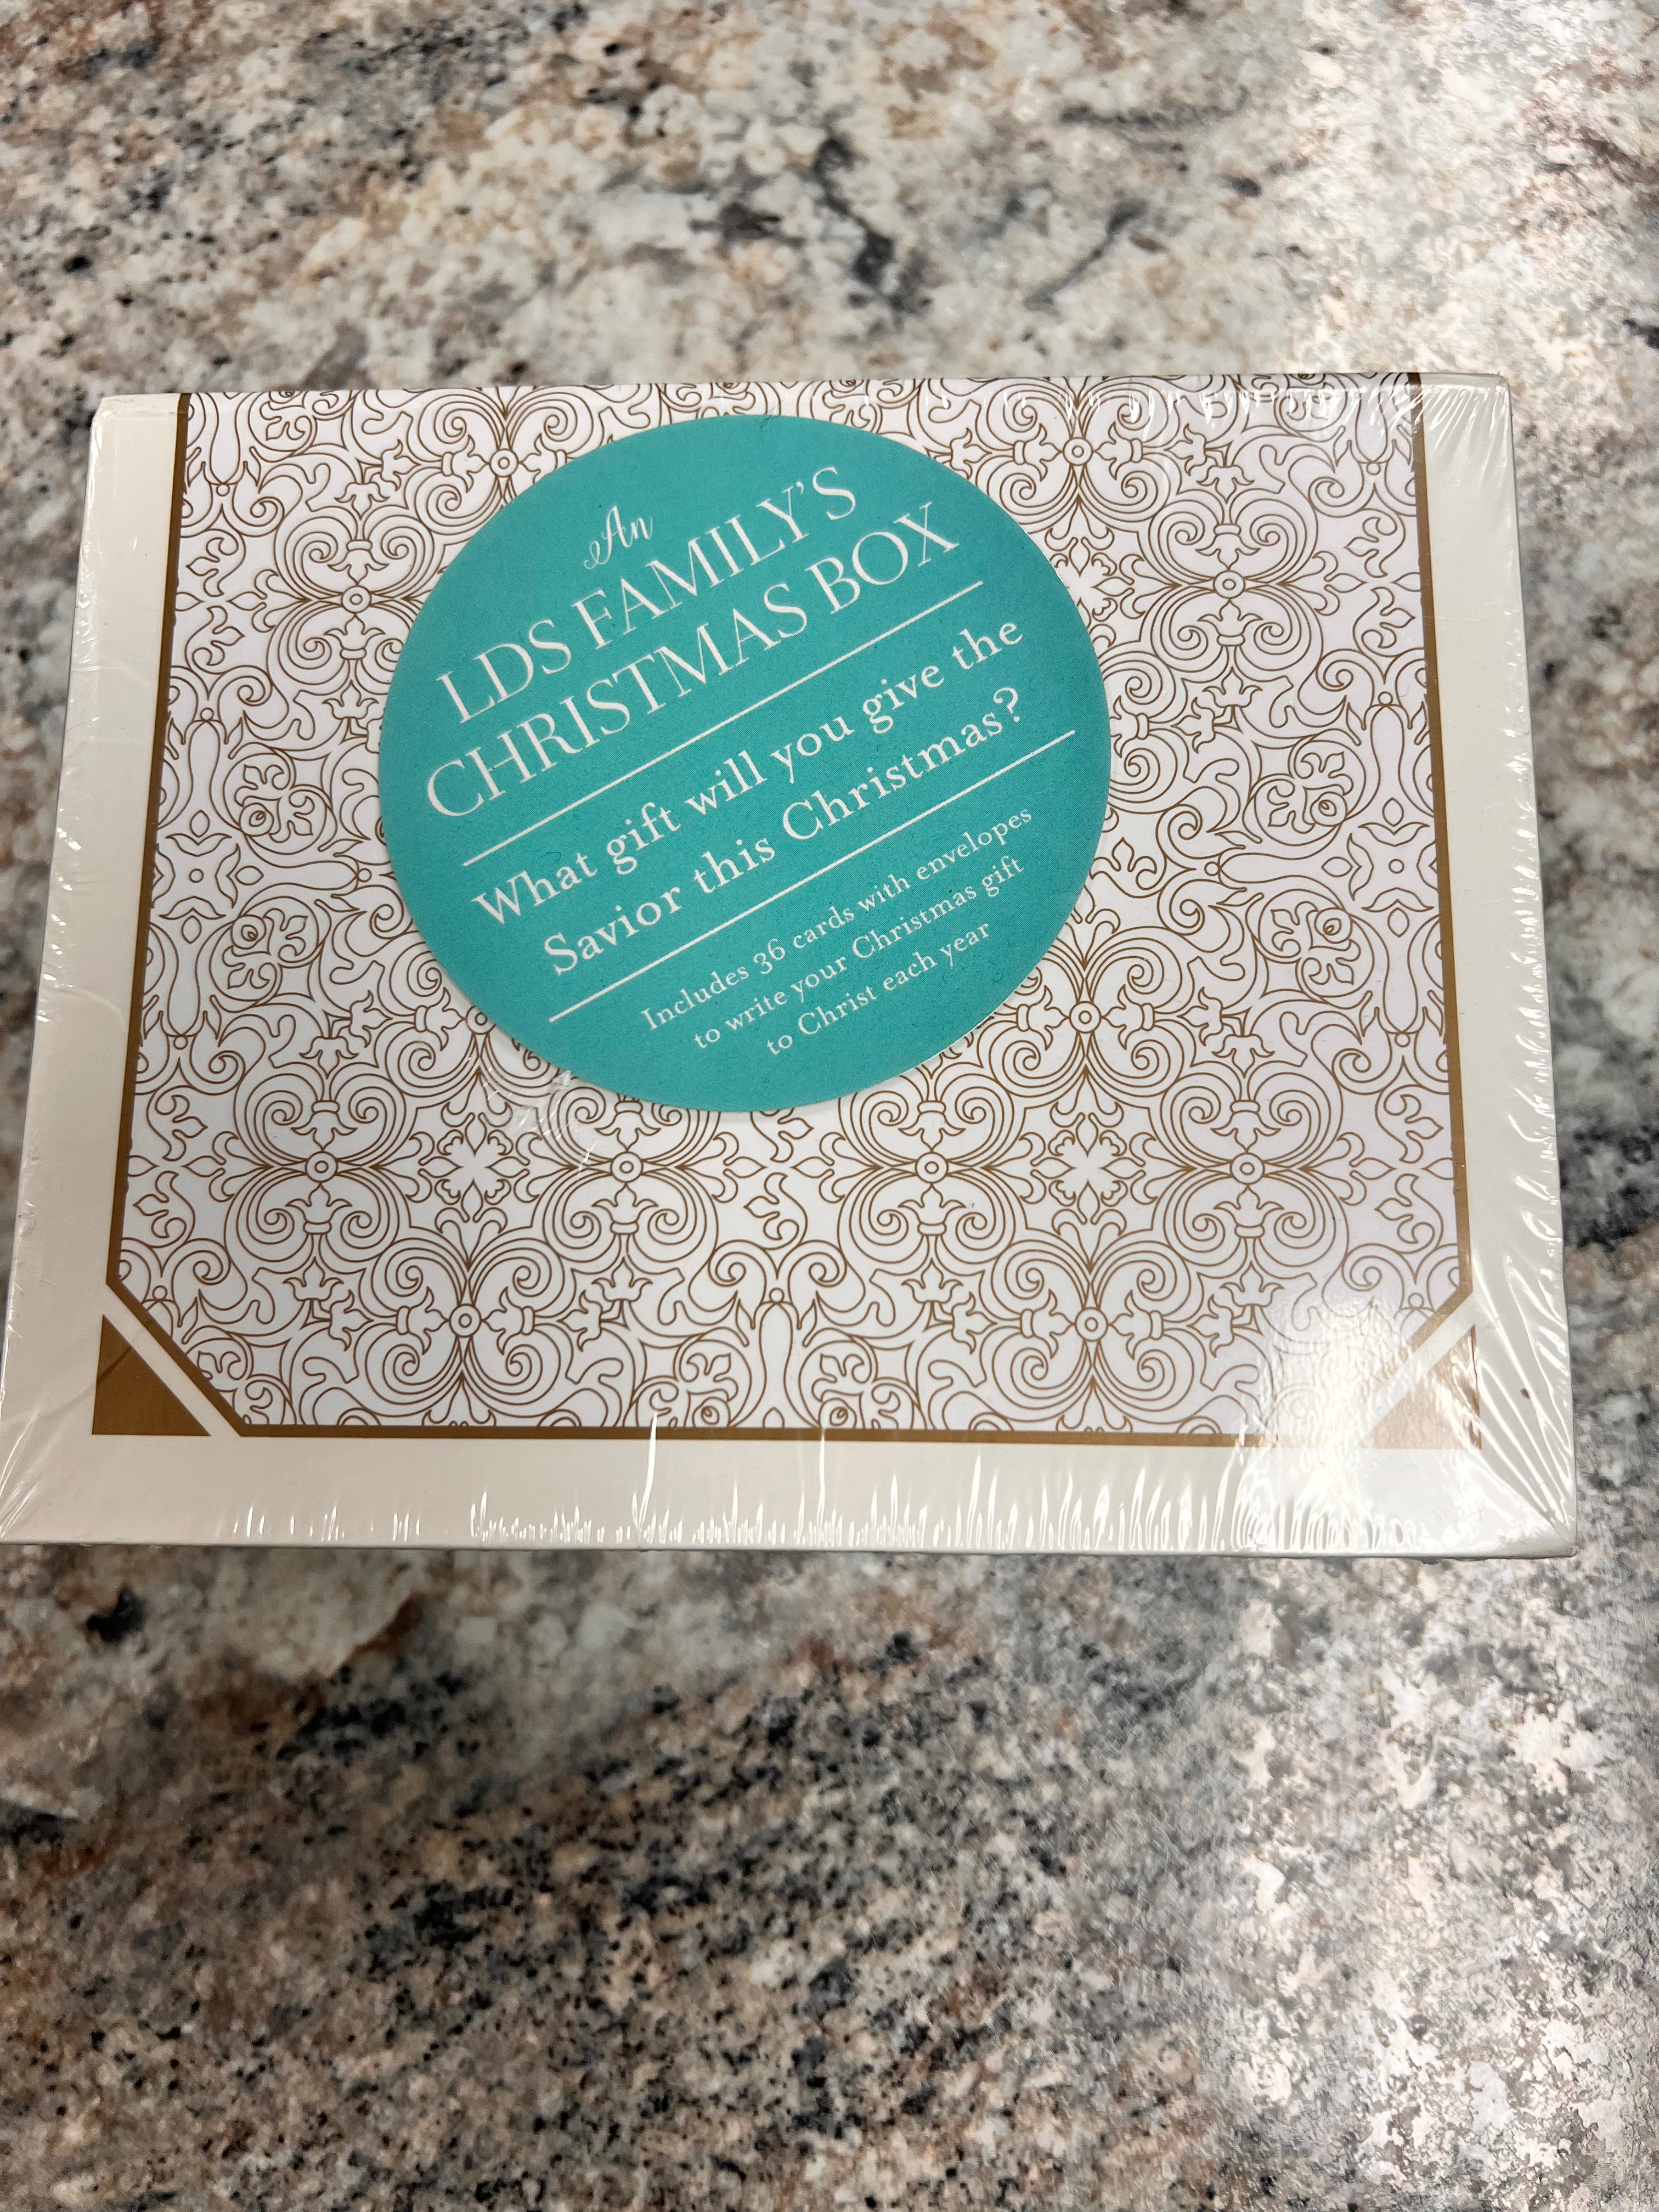 An
LDS FAMILY'S
CHRISTMAS BOX
What gift will you give the
Savior this Christmas?
Includes 36 cards with envelopes
to write your Christmas gift
to Christ each year